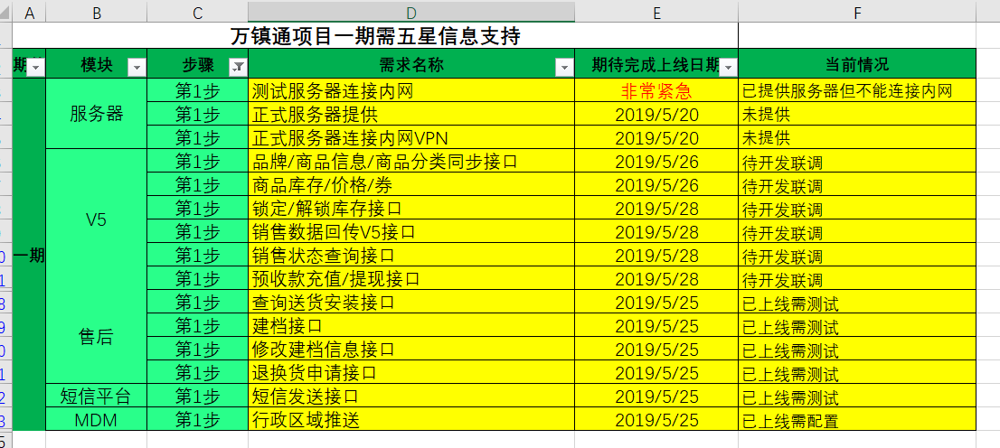 A B C D E F
万镇通项目一期需五星信息支持
模块 步骤 需求名称 期待完成上线日期 当前情况
一期 服务器 第1步 测试服务器连接内网 非常紧急 已提供服务器但不能连接内网
第1步 正式服务器提供 2019/5/20 未提供
第1步 正式服务器连接内网VPN 2019/5/20 未提供
V5 第1步 品牌/商品信息/商品分类同步接口 2019/5/26 待开发联调
第1步 商品库存/价格/券 2019/5/26 待开发联调
第1步 锁定/解锁库存接口 2019/5/28 待开发联调
第1步 销售数据回传V5接口 2019/5/28 待开发联调
第1步 销售状态查询接口 2019/5/28 待开发联调
第1步 预收款充值/提现接口 2019/5/28 待开发联调
售后 第1步 查询送货安装接口 2019/5/25 已上线需测试
第1步 建档接口 2019/5/25 已上线需测试
第1步 修改建档信息接口 2019/5/25 已上线需测试
第1步 退换货申请接口 2019/5/25 已上线需测试
短信平台 第1步 短信发送接口 2019/5/25 已上线需测试
MDM 第1步 行政区域推送 2019/5/25 已上线需配置